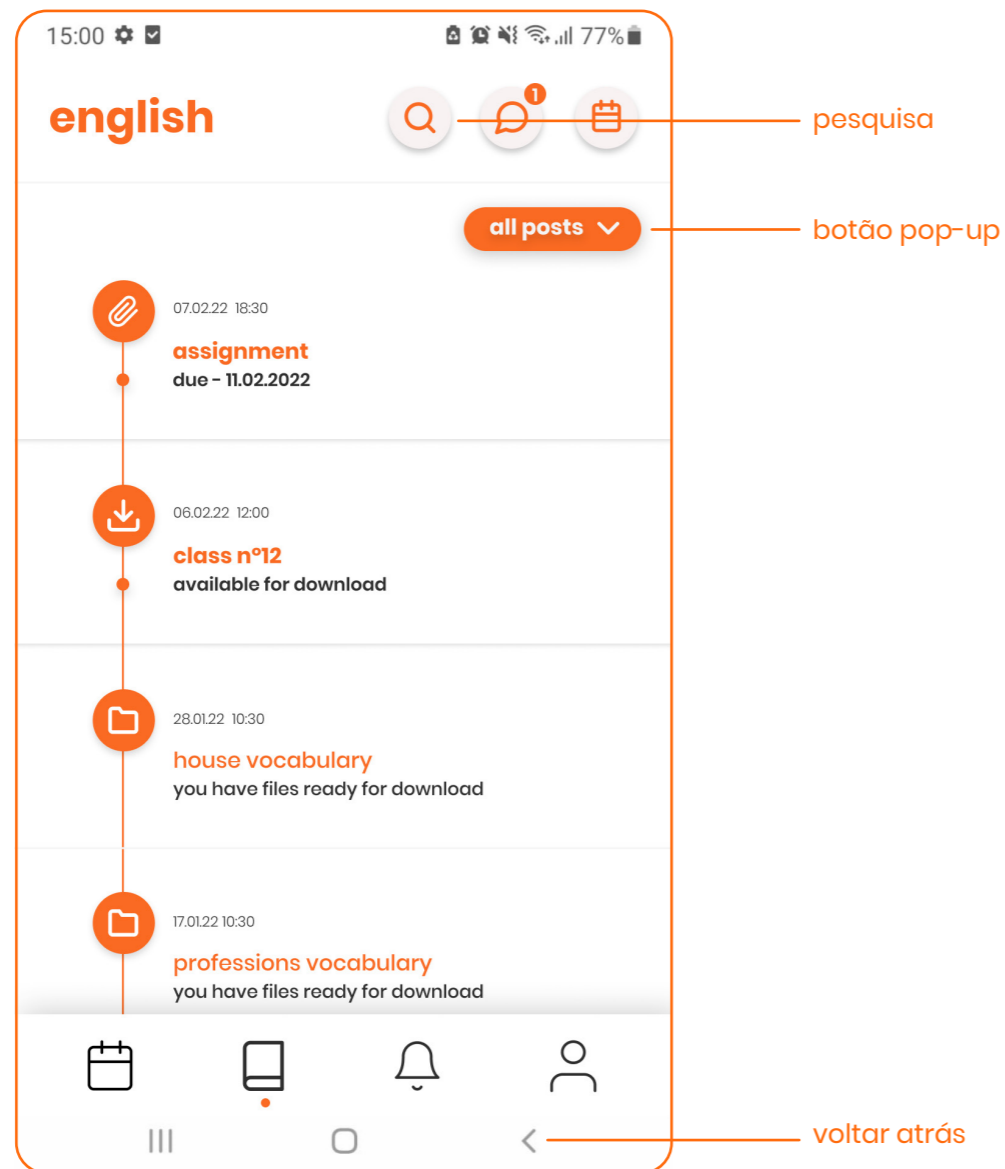 15:00 77%
english
1
pesquisa
all posts
botão pop-up
07.02.22 18:30
assignment
due - 11.02.2022
06.02.22 12:00
class nº12
available for download
28.01.22 10:30
house vocabulary
you have files ready for download
17.01.22 10:30
professions vocabulary
you have files ready for download
voltar atrás